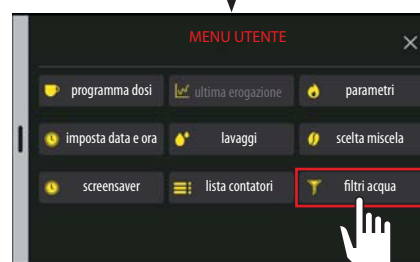 MENU UTENTE
programma dosi
ultima erogazione
parametri
imposta data e ora
lavaggi
scelta miscela
screensaver
lista contatori
filtri acqua